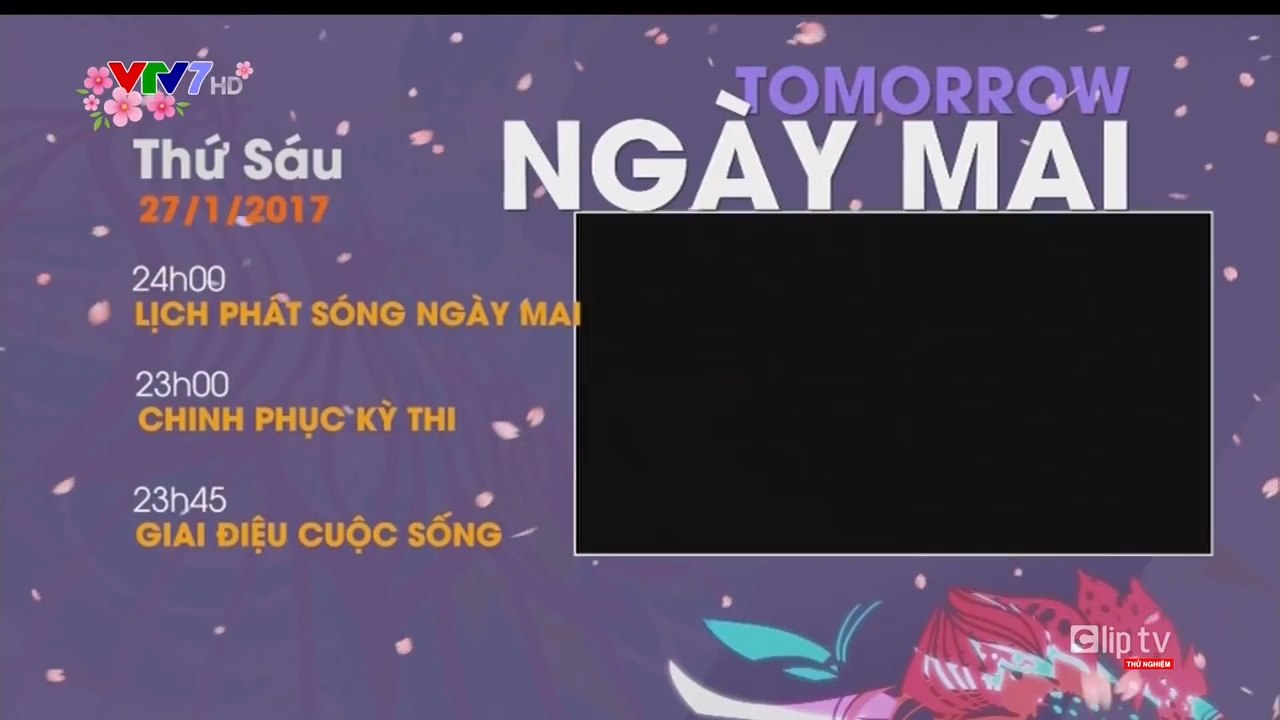 VTV7 HD
TOMORROW
NGÀY MAI
Thứ Sáu
27/1/2017
24h00
LỊCH PHÁT SÓNG NGÀY MAI
23h00
CHINH PHỤC KỲ THI
23h45
GIAI ĐIỆU CUỘC SỐNG
Clip tv
THỬ NGHIỆM